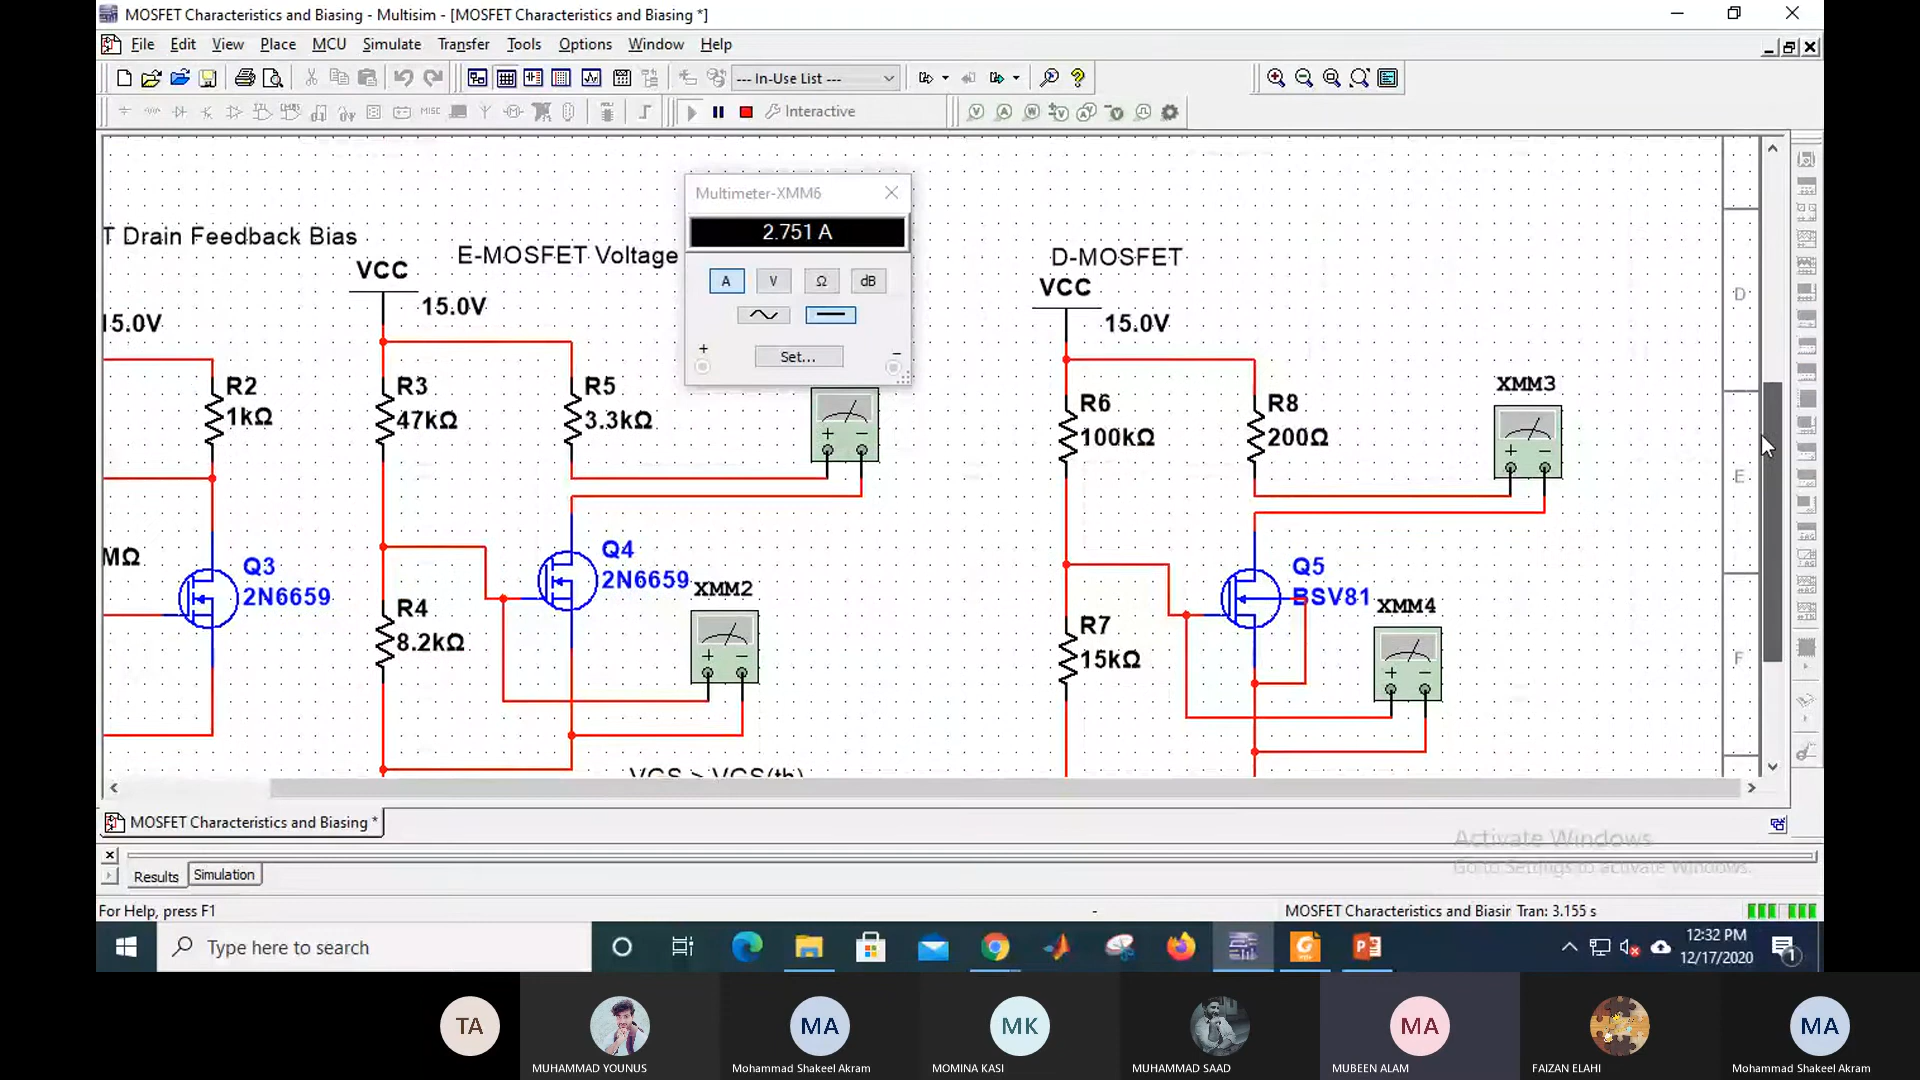 MOSFET Characteristics and Biasing - Multisim - [MOSFET Characteristics and Biasing *]
File Edit View Place MCU Simulate Transfer Tools Options Window Help
--- In-Use List ---
MISC
Interactive
Multimeter-XMM6
2.751 A
A V Ω dB
+ −
Set...
T Drain Feedback Bias
E-MOSFET Voltage
D-MOSFET
VCC
15.0V
VCC
15.0V
15.0V
D
E
F
R2
1kΩ
R3
47kΩ
R5
3.3kΩ
R6
100kΩ
R8
200Ω
XMM3
+ −
+ −
MΩ
Q3
2N6659
Q4
2N6659
XMM2
+ −
R4
8.2kΩ
Q5
BSV81
XMM4
+ −
R7
15kΩ
VGS > VGS(th)
MOSFET Characteristics and Biasing *
Activate Windows
Go to Settings to activate Windows.
Results Simulation
For Help, press F1
-
MOSFET Characteristics and Biasir Tran: 3.155 s
Type here to search
12:32 PM
12/17/2020
1
TA
MA
MK
MA
MA
MUHAMMAD YOUNUS
Mohammad Shakeel Akram
MOMINA KASI
MUHAMMAD SAAD
MUBEEN ALAM
FAIZAN ELAHI
Mohammad Shakeel Akram